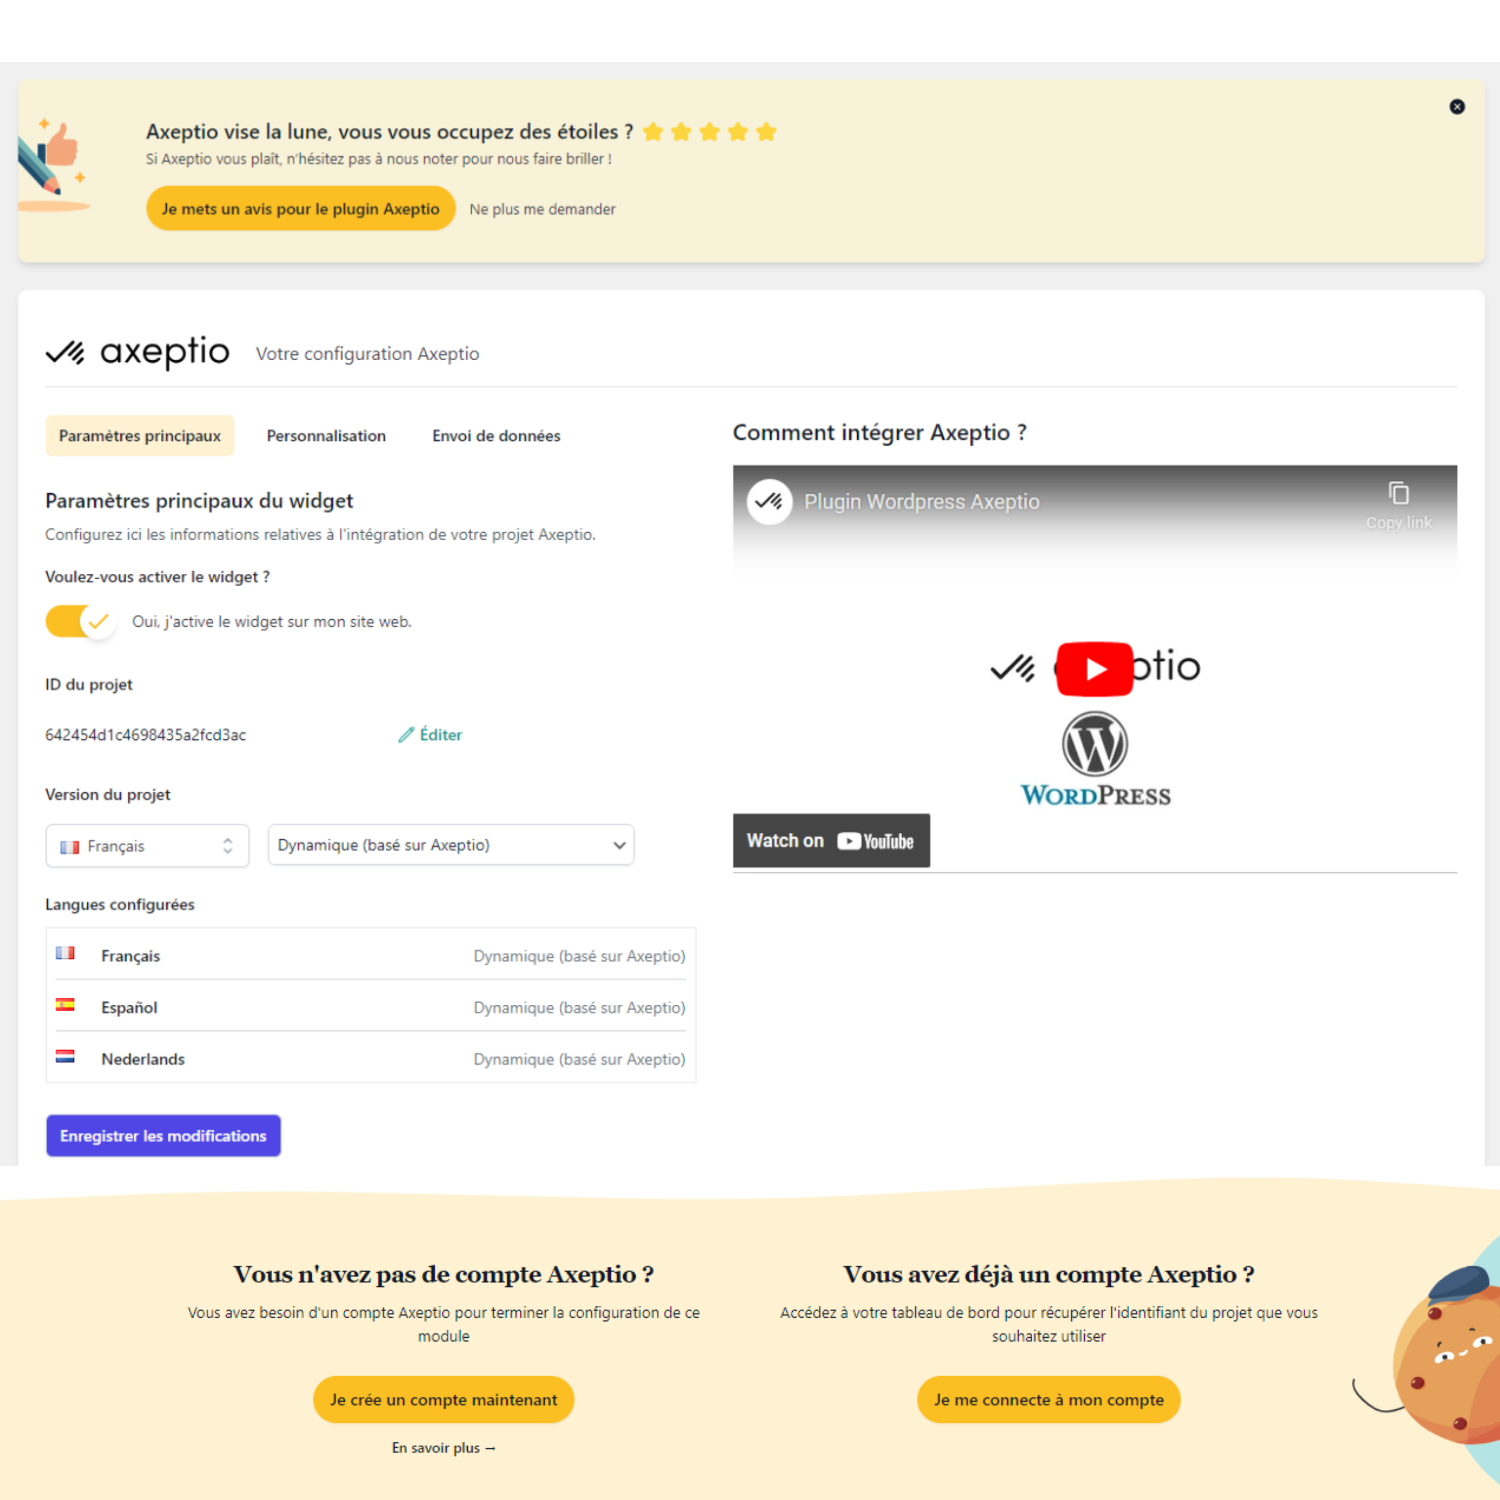 Axeptio vise la lune, vous vous occupez des étoiles ?
Si Axeptio vous plaît, n'hésitez pas à nous noter pour nous faire briller !
Je mets un avis pour le plugin Axeptio
Ne plus me demander
axeptio
Votre configuration Axeptio
Paramètres principaux
Personnalisation
Envoi de données
Paramètres principaux du widget
Configurez ici les informations relatives à l'intégration de votre projet Axeptio.
Voulez-vous activer le widget ?
Oui, j'active le widget sur mon site web.
ID du projet
642454d1c4698435a2fcd3ac
Éditer
Version du projet
Français
Dynamique (basé sur Axeptio)
Langues configurées
Français
Dynamique (basé sur Axeptio)
Español
Dynamique (basé sur Axeptio)
Nederlands
Dynamique (basé sur Axeptio)
Enregistrer les modifications
Comment intégrer Axeptio ?
Plugin Wordpress Axeptio
Copy link
ptio
WORDPRESS
Watch on YouTube
Vous n'avez pas de compte Axeptio ?
Vous avez besoin d'un compte Axeptio pour terminer la configuration de ce
module
Je crée un compte maintenant
En savoir plus →
Vous avez déjà un compte Axeptio ?
Accédez à votre tableau de bord pour récupérer l'identifiant du projet que vous
souhaitez utiliser
Je me connecte à mon compte